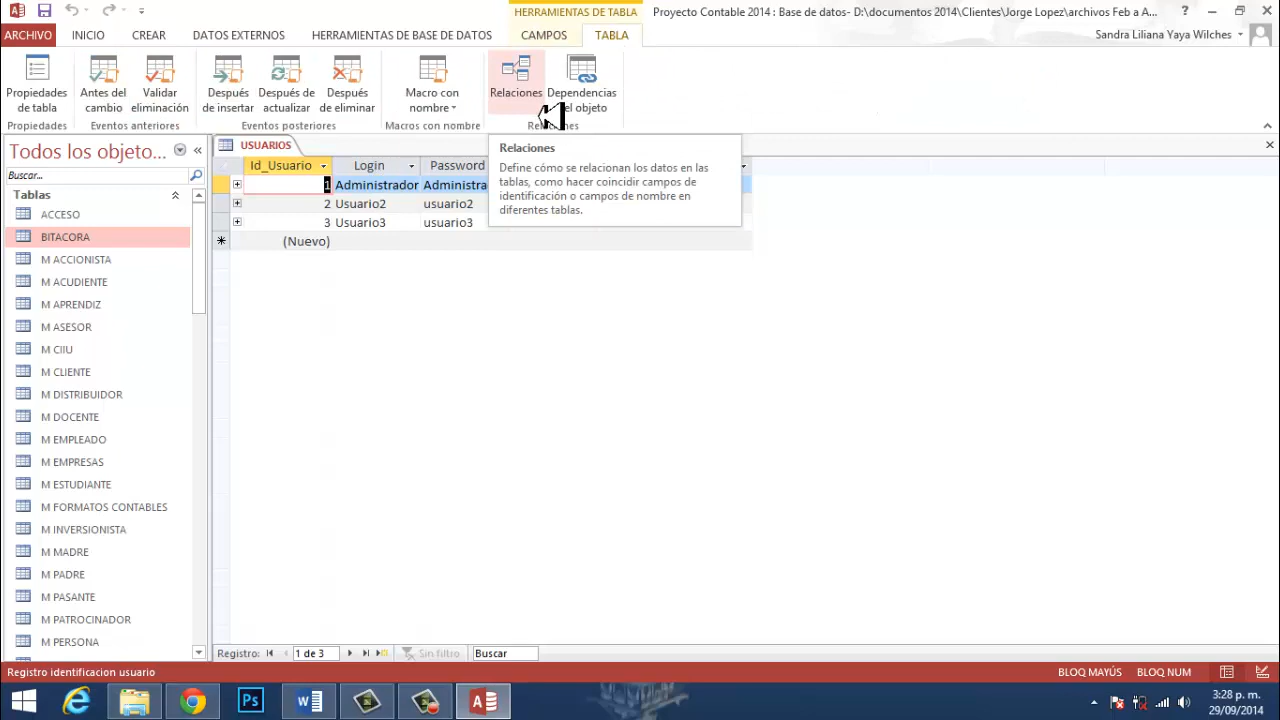 HERRAMIENTAS DE TABLA
Proyecto Contable 2014 : Base de datos- D:\documentos 2014\Clientes\Jorge Lopez\archivos Feb a A...
ARCHIVO INICIO CREAR DATOS EXTERNOS HERRAMIENTAS DE BASE DE DATOS CAMPOS TABLA
Sandra Liliana Yaya Wilches
Propiedades de tabla
Antes del cambio
Validar eliminación
Después de insertar
Después de actualizar
Después de eliminar
Macro con nombre
Relaciones
Dependencias
el objeto
Propiedades
Eventos anteriores
Eventos posteriores
Macros con nombre
Todos los objeto...
Buscar...
Tablas
ACCESO
BITACORA
M ACCIONISTA
M ACUDIENTE
M APRENDIZ
M ASESOR
M CIIU
M CLIENTE
M DISTRIBUIDOR
M DOCENTE
M EMPLEADO
M EMPRESAS
M ESTUDIANTE
M FORMATOS CONTABLES
M INVERSIONISTA
M MADRE
M PADRE
M PASANTE
M PATROCINADOR
M PERSONA
USUARIOS
Id_Usuario Login Password
1 Administrador Administra
2 Usuario2 usuario2
3 Usuario3 usuario3
(Nuevo)
Relaciones
Define cómo se relacionan los datos en las
tablas, como hacer coincidir campos de
identificación o campos de nombre en
diferentes tablas.
Registro: 1 de 3 Sin filtro Buscar
Registro identificacion usuario
BLOQ MAYÚS BLOQ NUM
Ps
3:28 p. m.
29/09/2014